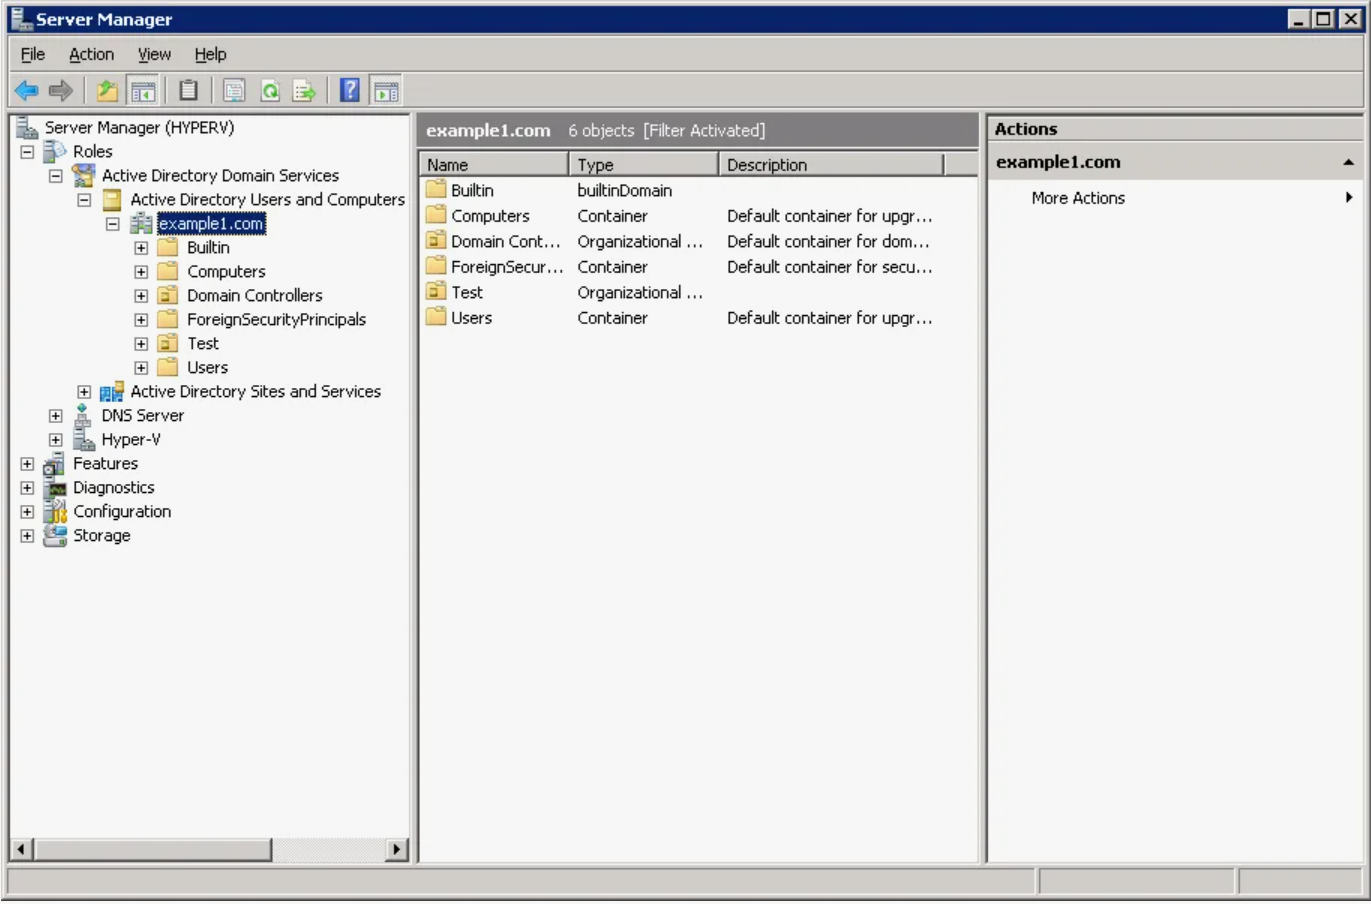 Server Manager
File Action View Help
Server Manager (HYPERV)
Roles
Active Directory Domain Services
Active Directory Users and Computers
example1.com
Builtin
Computers
Domain Controllers
ForeignSecurityPrincipals
Test
Users
Active Directory Sites and Services
DNS Server
Hyper-V
Features
Diagnostics
Configuration
Storage
example1.com 6 objects [Filter Activated]
Name Type Description
Builtin builtinDomain
Computers Container Default container for upgr...
Domain Cont... Organizational ... Default container for dom...
ForeignSecur... Container Default container for secu...
Test Organizational ...
Users Container Default container for upgr...
Actions
example1.com
More Actions